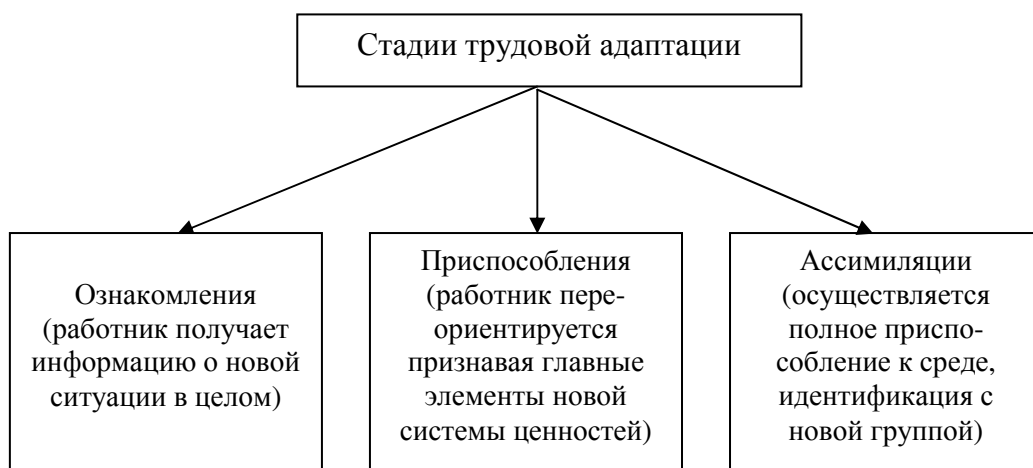 Стадии трудовой адаптации
Ознакомления
(работник получает
информацию о новой
ситуации в целом)
Приспособления
(работник пере-
ориентируется
признавая главные
элементы новой
системы ценностей)
Ассимиляции
(осуществляется
полное приспо-
собление к среде,
идентификация с
новой группой)